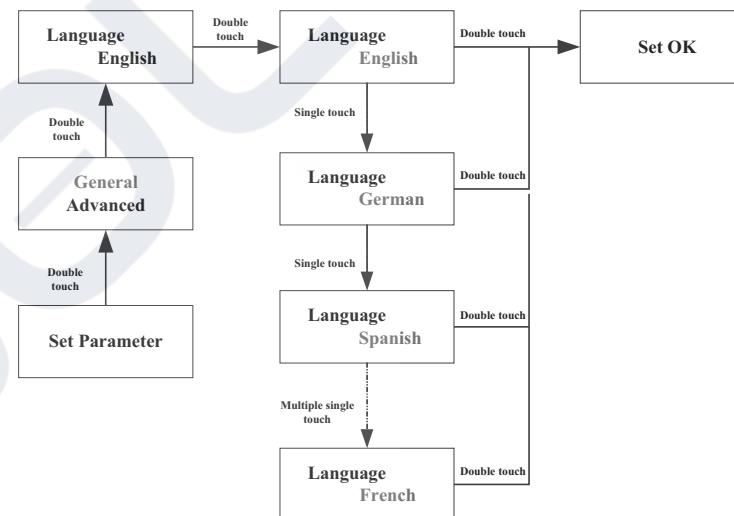 Language
English
Double
touch
Language
English
Double touch
Set OK
Double
touch
Single touch
General
Advanced
Language
German
Double touch
Double
touch
Single touch
Set Parameter
Language
Spanish
Double touch
Multiple single
touch
Language
French
Double touch